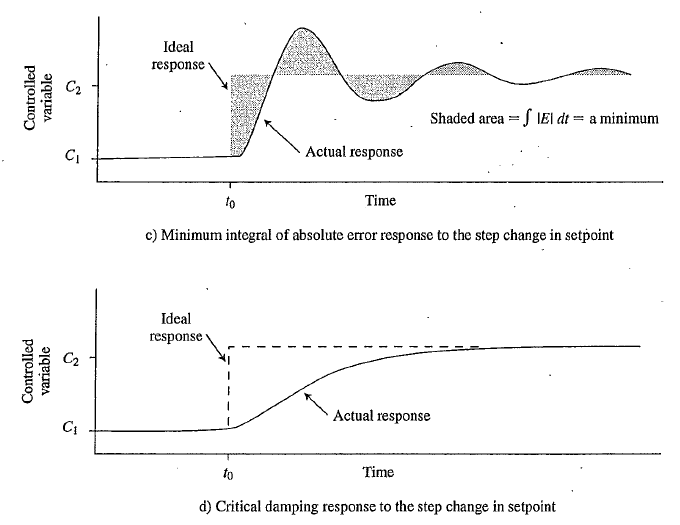 Ideal
response
Controlled
variable
C2
Shaded area = ∫ |E| dt = a minimum
C1
Actual response
t0
Time
c) Minimum integral of absolute error response to the step change in setpoint
Ideal
response
Controlled
variable
C2
Actual response
C1
t0
Time
d) Critical damping response to the step change in setpoint